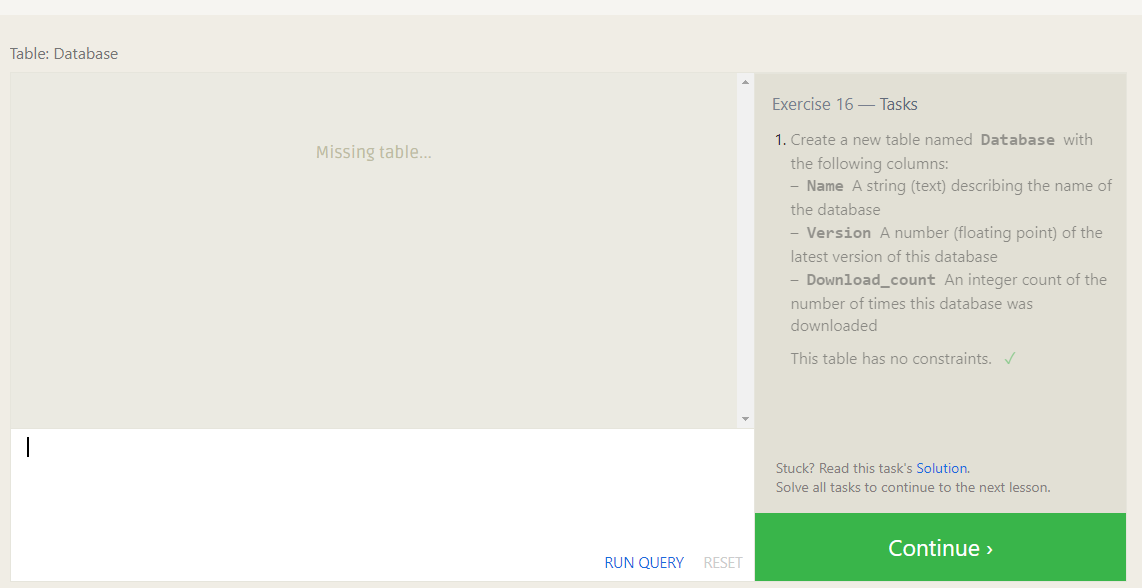 Table: Database
Missing table...
RUN QUERY RESET
Exercise 16 — Tasks
1. Create a new table named Database with
the following columns:
– Name A string (text) describing the name of
the database
– Version A number (floating point) of the
latest version of this database
– Download_count An integer count of the
number of times this database was
downloaded
This table has no constraints. ✓
Stuck? Read this task's Solution.
Solve all tasks to continue to the next lesson.
Continue ›